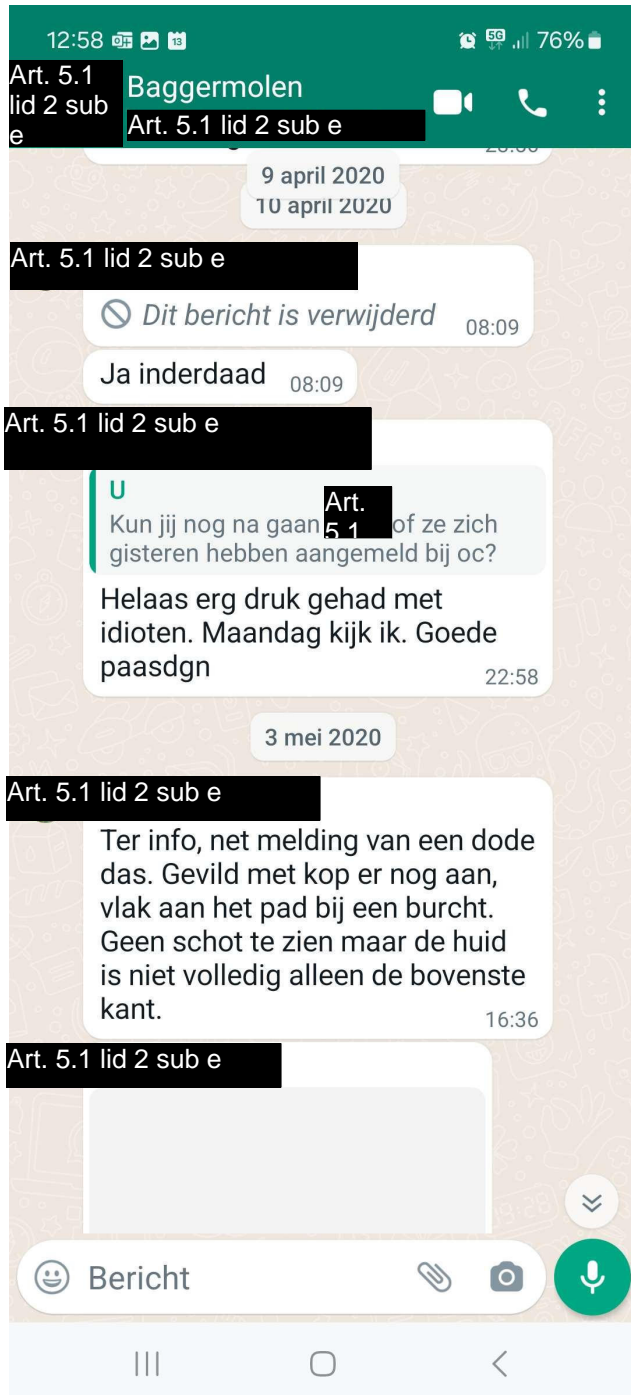 12:58
5G
76%
13
Art. 5.1
lid 2 sub
e
Baggermolen
Art. 5.1 lid 2 sub e
9 april 2020
10 april 2020
Art. 5.1 lid 2 sub e
Dit bericht is verwijderd 08:09
Ja inderdaad 08:09
Art. 5.1 lid 2 sub e
U
Kun jij nog na gaan Art. 5.1 of ze zich
gisteren hebben aangemeld bij oc?
Helaas erg druk gehad met
idioten. Maandag kijk ik. Goede
paasdgn
22:58
3 mei 2020
Art. 5.1 lid 2 sub e
Ter info, net melding van een dode
das. Gevild met kop er nog aan,
vlak aan het pad bij een burcht.
Geen schot te zien maar de huid
is niet volledig alleen de bovenste
kant.
16:36
Art. 5.1 lid 2 sub e
Bericht